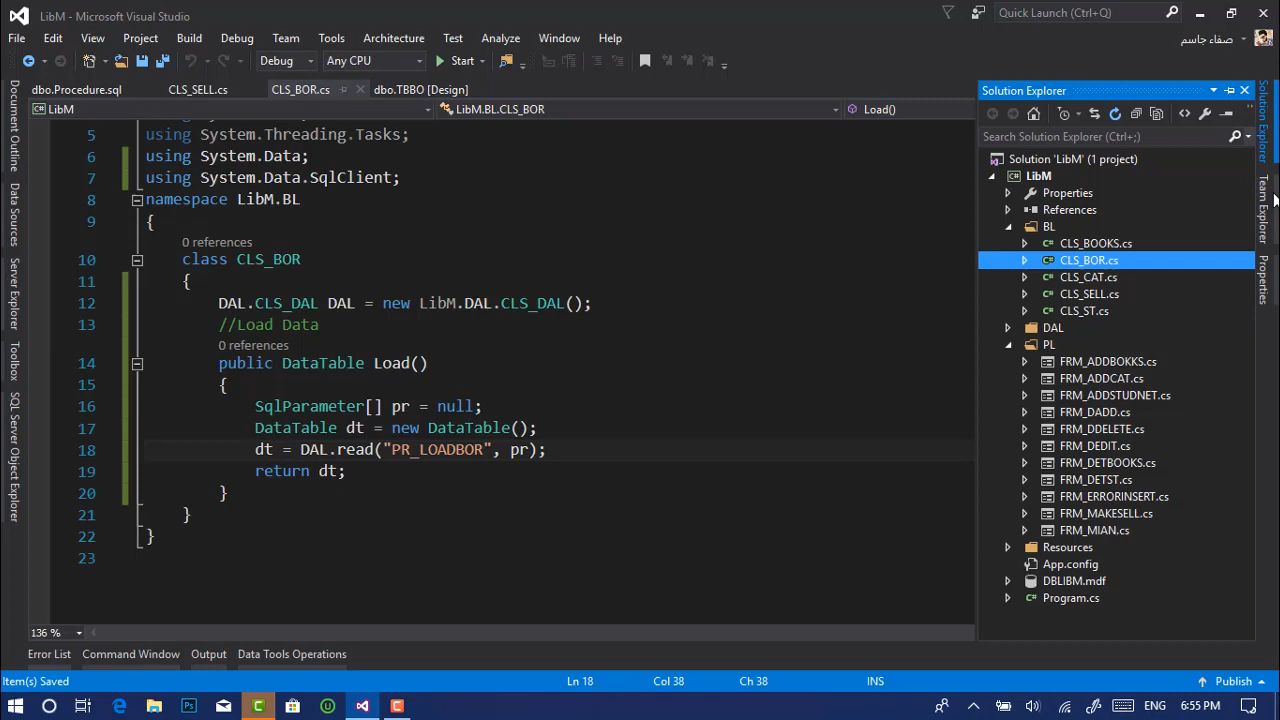 LibM - Microsoft Visual Studio
Quick Launch (Ctrl+Q)
File Edit View Project Build Debug Team Tools Architecture Test Analyze Window Help
صفاء جاسم
Debug Any CPU Start
dbo.Procedure.sql CLS_SELL.cs CLS_BOR.cs dbo.TBBO [Design]
LibM LibM.BL.CLS_BOR Load()
5 using System.Threading.Tasks;
6 using System.Data;
7 using System.Data.SqlClient;
8 namespace LibM.BL
9 {
0 references
10 class CLS_BOR
11 {
12 DAL.CLS_DAL DAL = new LibM.DAL.CLS_DAL();
13 //Load Data
0 references
14 public DataTable Load()
15 {
16 SqlParameter[] pr = null;
17 DataTable dt = new DataTable();
18 dt = DAL.read("PR_LOADBOR", pr);
19 return dt;
20 }
21 }
22 }
23
136 %
Document Outline
Data Sources
Server Explorer
Toolbox
SQL Server Object Explorer
Solution Explorer
Search Solution Explorer (Ctrl+;)
Solution 'LibM' (1 project)
LibM
Properties
References
BL
CLS_BOOKS.cs
CLS_BOR.cs
CLS_CAT.cs
CLS_SELL.cs
CLS_ST.cs
DAL
PL
FRM_ADDBOKKS.cs
FRM_ADDCAT.cs
FRM_ADDSTUDNET.cs
FRM_DADD.cs
FRM_DDELETE.cs
FRM_DEDIT.cs
FRM_DETBOOKS.cs
FRM_DETST.cs
FRM_ERRORINSERT.cs
FRM_MAKESELL.cs
FRM_MIAN.cs
Resources
App.config
DBLIBM.mdf
Program.cs
Solution Explorer
Team Explorer
Properties
Error List Command Window Output Data Tools Operations
Item(s) Saved Ln 18 Col 38 Ch 38 INS Publish
ENG 6:55 PM